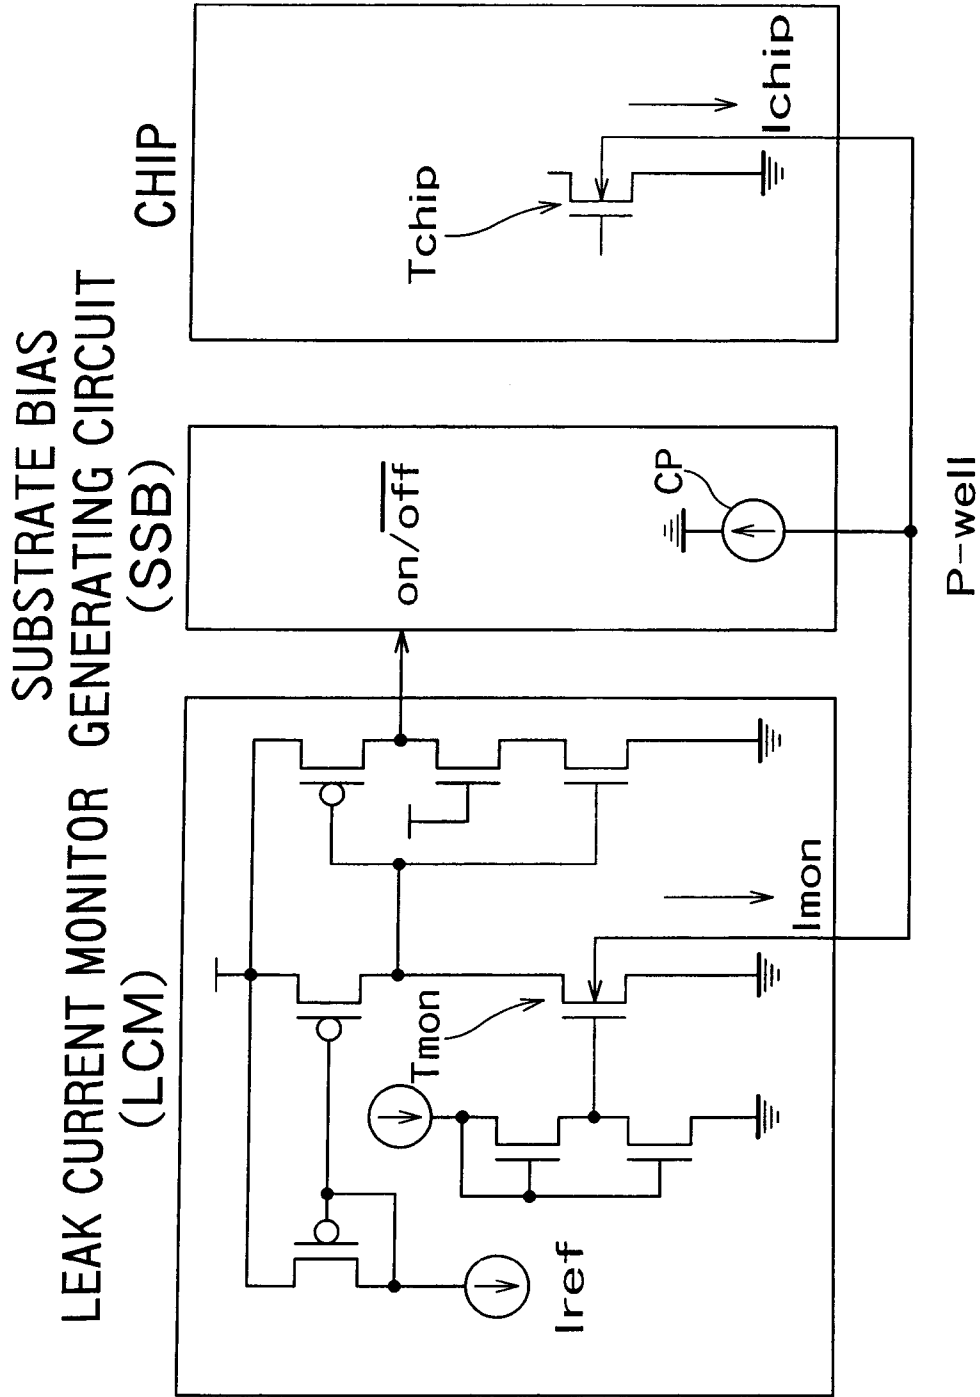 LEAK CURRENT MONITOR
(LCM)
SUBSTRATE BIAS
GENERATING CIRCUIT
(SSB)
CHIP
Iref
Tmon
Imon
on/off
CP
Tchip
Ichip
P-well